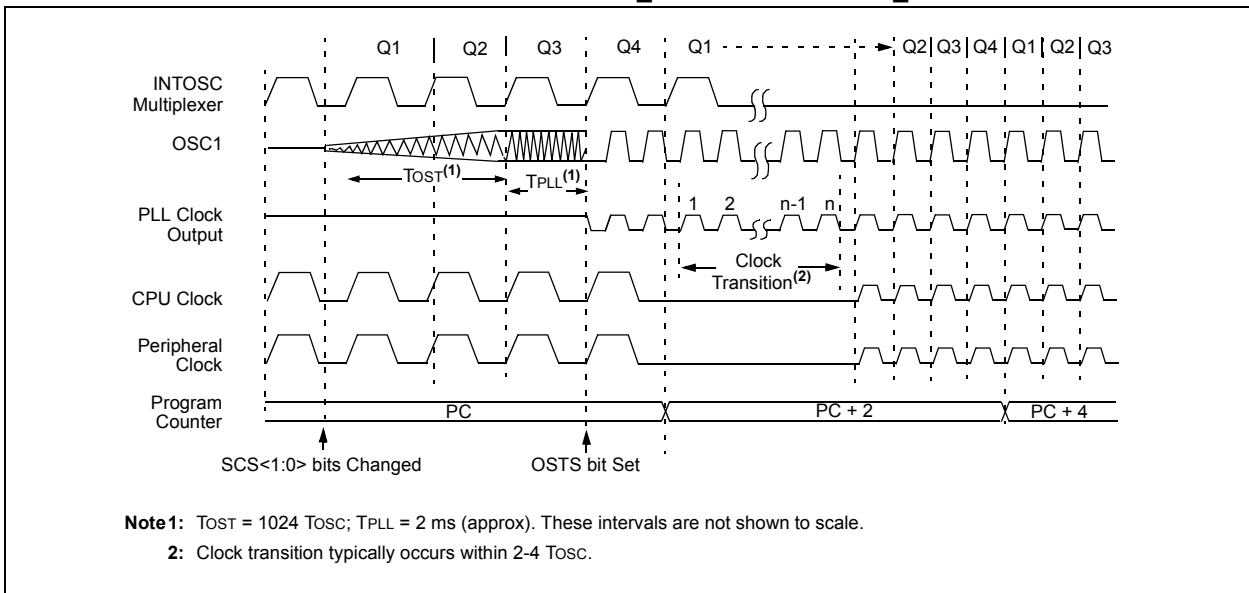 Q1 Q2 Q3 Q4 Q1 Q2 Q3 Q4 Q1 Q2 Q3
INTOSC
Multiplexer
OSC1
TOST(1) TPLL(1)
PLL Clock
Output
1 2 n-1 n
Clock
Transition(2)
CPU Clock
Peripheral
Clock
Program
Counter
PC PC + 2 PC + 4
SCS<1:0> bits Changed OSTS bit Set
Note1: TOST = 1024 TOSC; TPLL = 2 ms (approx). These intervals are not shown to scale.
2: Clock transition typically occurs within 2-4 TOSC.